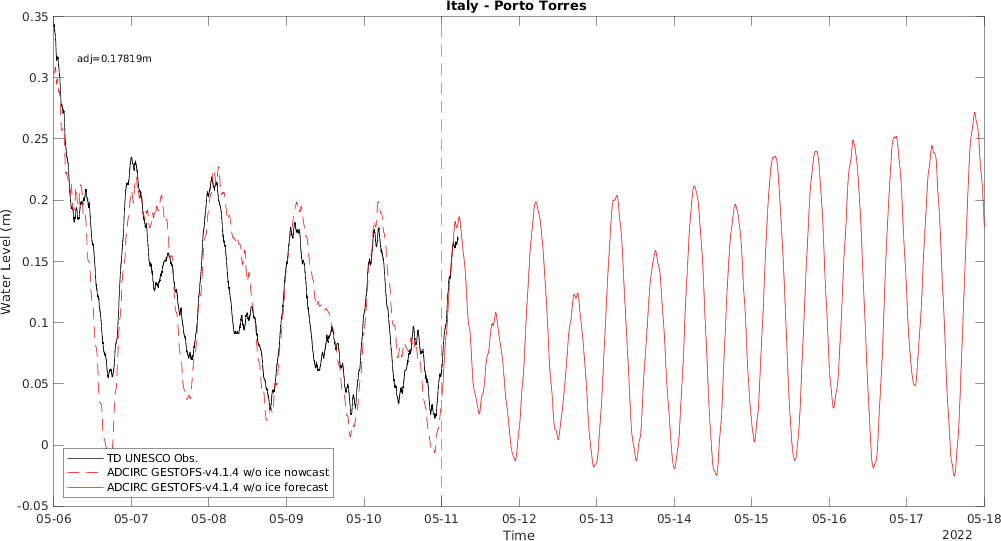 Italy - Porto Torres
adj=0.17819m
0.35
0.3
0.25
0.2
0.15
0.1
0.05
0
-0.05
Water Level (m)
TD UNESCO Obs.
ADCIRC GESTOFS-v4.1.4 w/o ice nowcast
ADCIRC GESTOFS-v4.1.4 w/o ice forecast
05-06 05-07 05-08 05-09 05-10 05-11 05-12 05-13 05-14 05-15 05-16 05-17 05-18
Time
2022